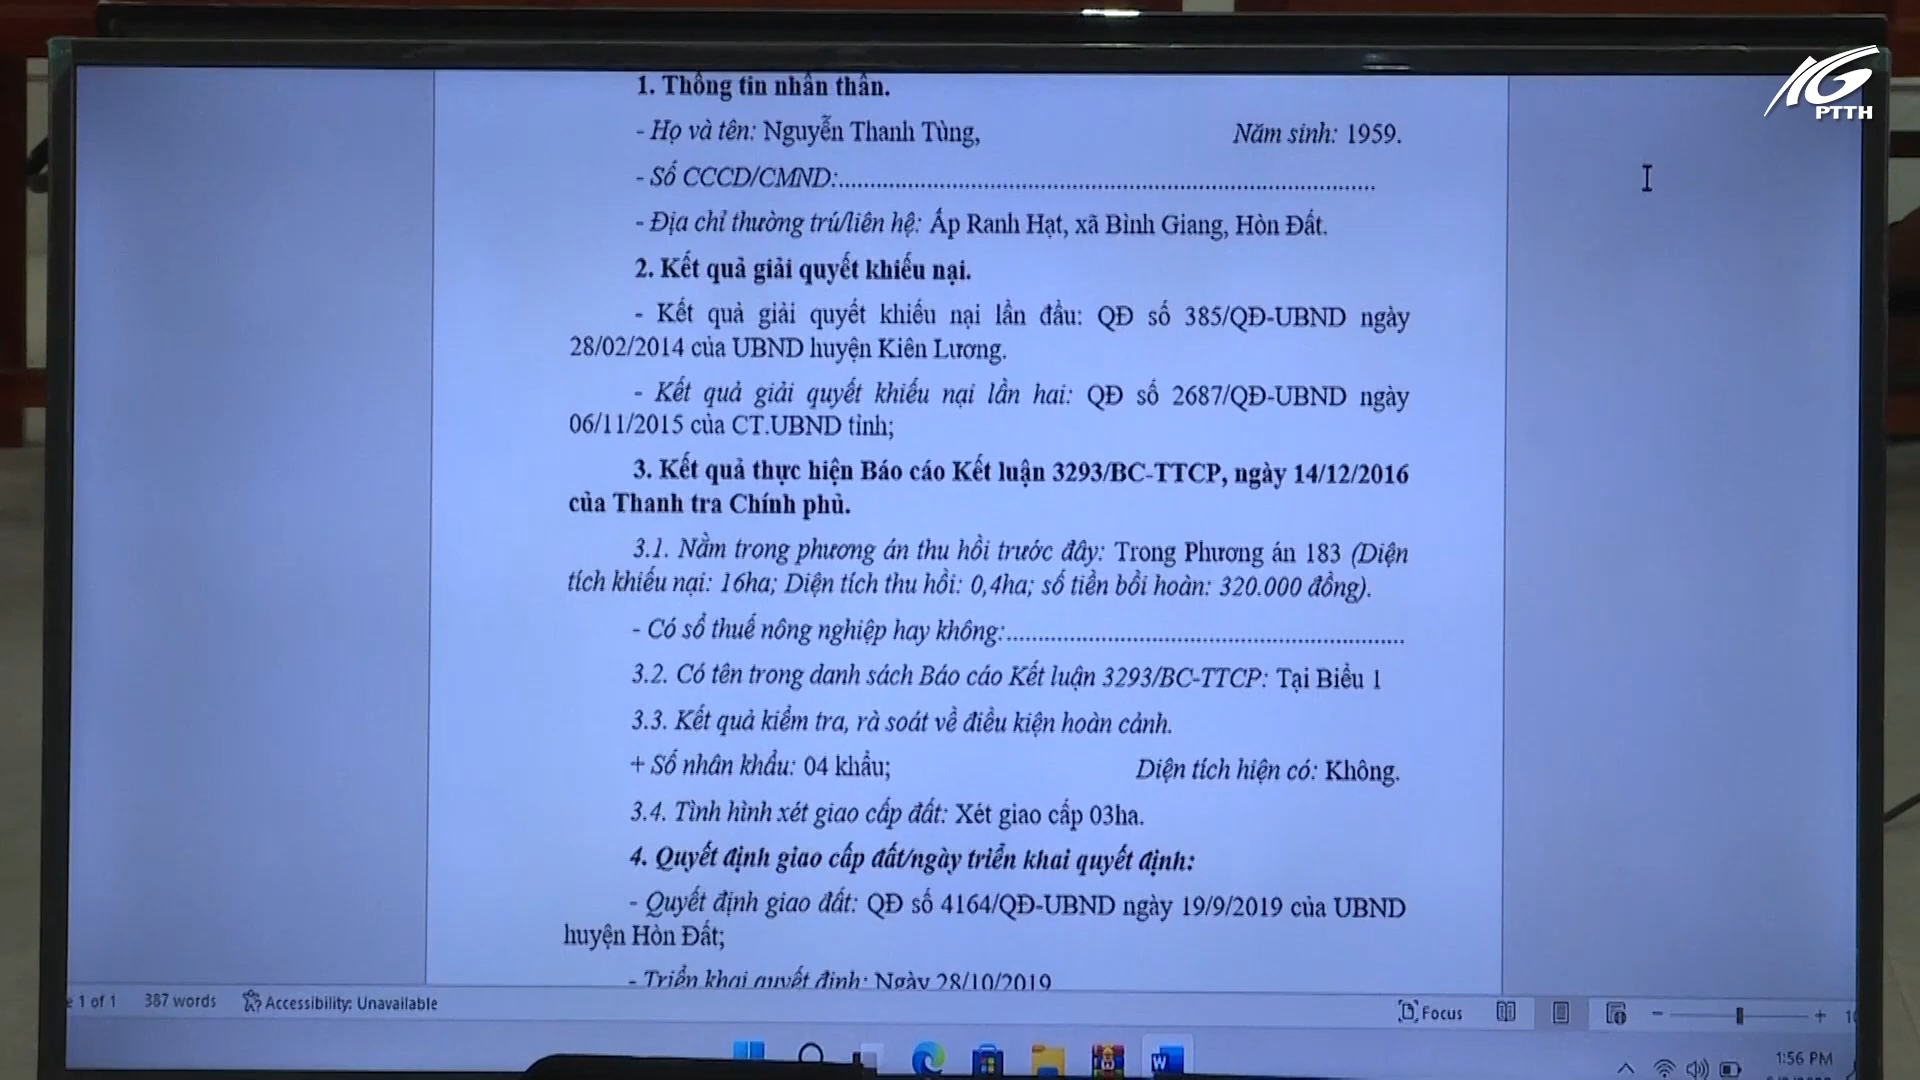 KG
PTTH
1. Thông tin nhân thân.
- Họ và tên: Nguyễn Thanh Tùng, Năm sinh: 1959.
- Số CCCD/CMND:................................................................................
- Địa chỉ thường trú/liên hệ: Ấp Ranh Hạt, xã Bình Giang, Hòn Đất.
2. Kết quả giải quyết khiếu nại.
- Kết quả giải quyết khiếu nại lần đầu: QĐ số 385/QĐ-UBND ngày
28/02/2014 của UBND huyện Kiên Lương.
- Kết quả giải quyết khiếu nại lần hai: QĐ số 2687/QĐ-UBND ngày
06/11/2015 của CT.UBND tỉnh;
3. Kết quả thực hiện Báo cáo Kết luận 3293/BC-TTCP, ngày 14/12/2016
của Thanh tra Chính phủ.
3.1. Nằm trong phương án thu hồi trước đây: Trong Phương án 183 (Diện
tích khiếu nại: 16ha; Diện tích thu hồi: 0,4ha; số tiền bồi hoàn: 320.000 đồng).
- Có sổ thuế nông nghiệp hay không:............................................................
3.2. Có tên trong danh sách Báo cáo Kết luận 3293/BC-TTCP: Tại Biểu 1
3.3. Kết quả kiểm tra, rà soát về điều kiện hoàn cảnh.
+ Số nhân khẩu: 04 khẩu; Diện tích hiện có: Không.
3.4. Tình hình xét giao cấp đất: Xét giao cấp 03ha.
4. Quyết định giao cấp đất/ngày triển khai quyết định:
- Quyết định giao đất: QĐ số 4164/QĐ-UBND ngày 19/9/2019 của UBND
huyện Hòn Đất;
- Triển khai quyết định: Ngày 28/10/2019
e 1 of 1 387 words Accessibility: Unavailable Focus
1:56 PM